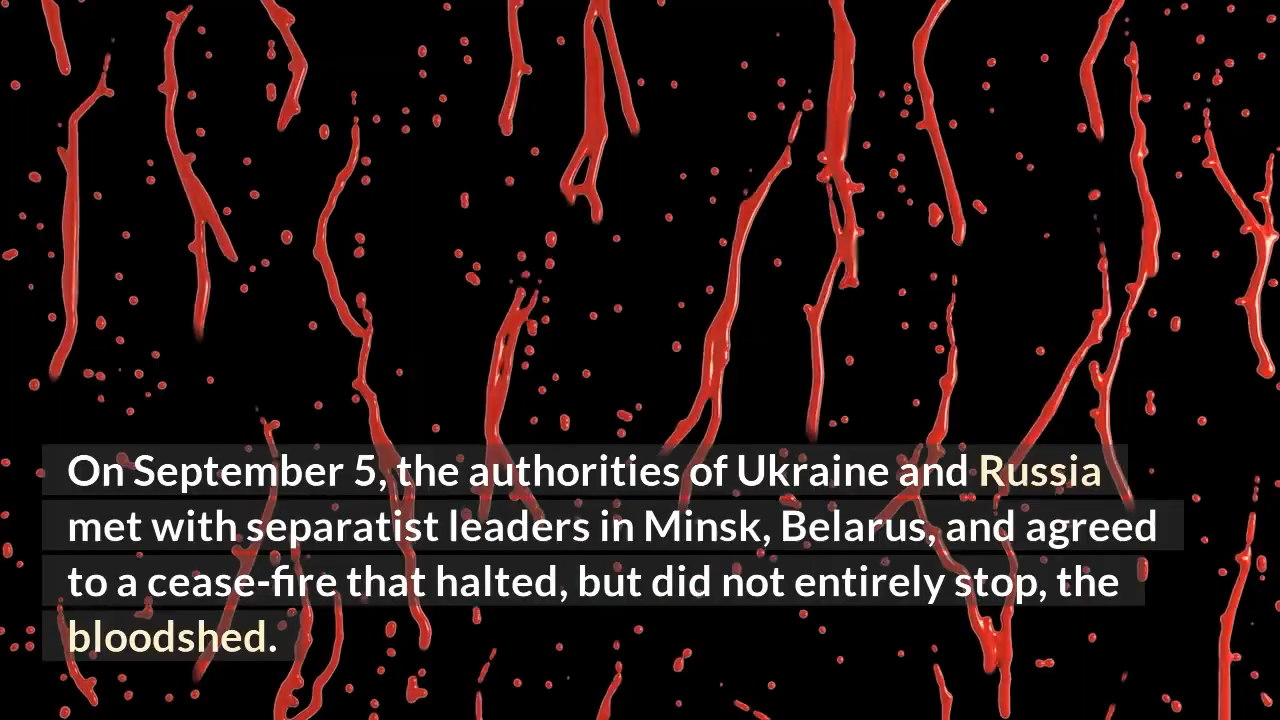 On September 5, the authorities of Ukraine and Russia
met with separatist leaders in Minsk, Belarus, and agreed
to a cease-fire that halted, but did not entirely stop, the
bloodshed.